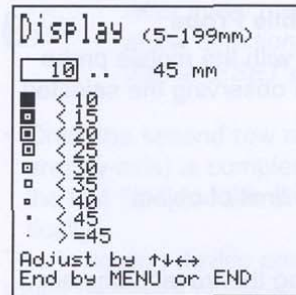 Display (5-199mm)
10 .. 45 mm
< 10
< 15
< 20
< 25
< 30
< 35
< 40
< 45
> =45
Adjust by ↑↓←→
End by MENU or END